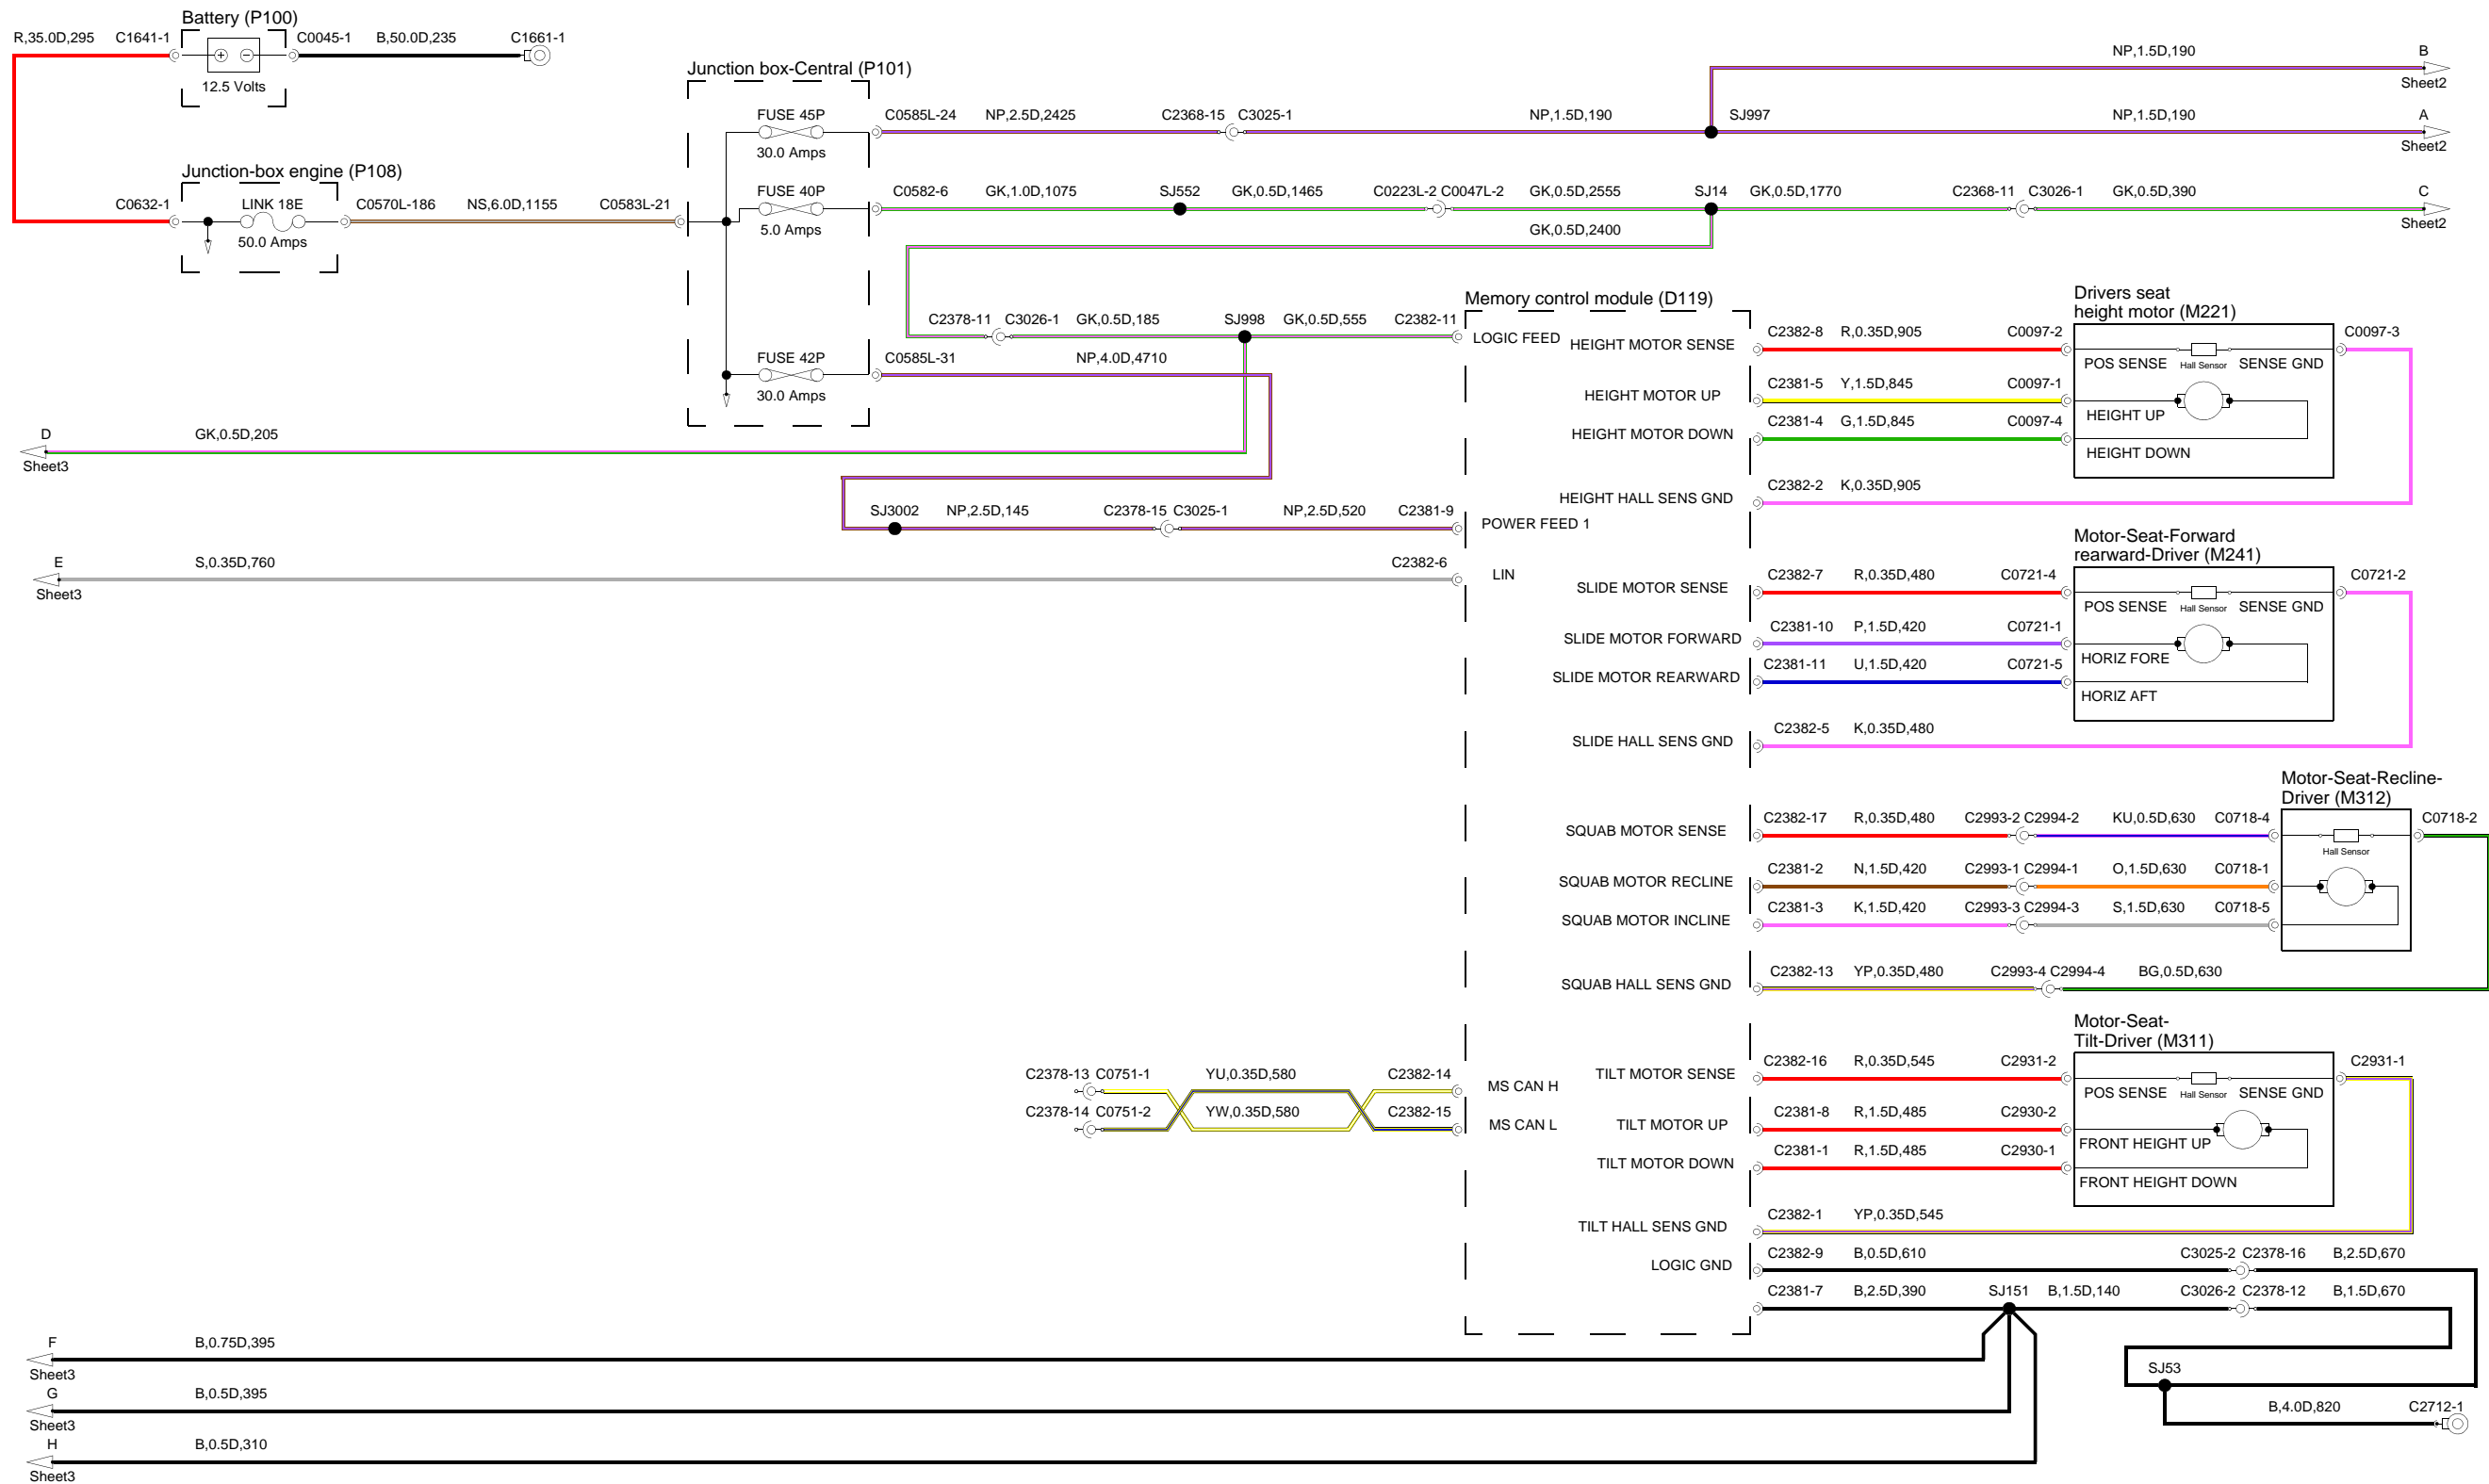 Battery (P100)
R,35.0D,295 C1641-1 C0045-1 B,50.0D,235 C1661-1
12.5 Volts
Junction box-Central (P101)
NP,1.5D,190 B
Sheet2
FUSE 45P
C0585L-24 NP,2.5D,2425 C2368-15 C3025-1 NP,1.5D,190 SJ997 NP,1.5D,190 A
30.0 Amps
Sheet2
Junction-box engine (P108)
C0632-1 LINK 18E C0570L-186 NS,6.0D,1155 C0583L-21
50.0 Amps
FUSE 40P
C0582-6 GK,1.0D,1075 SJ552 GK,0.5D,1465 C0223L-2 C0047L-2 GK,0.5D,2555 SJ14 GK,0.5D,1770 C2368-11 C3026-1 GK,0.5D,390 C
5.0 Amps
Sheet2
GK,0.5D,2400
Memory control module (D119)
Drivers seat
height motor (M221)
C2378-11 C3026-1 GK,0.5D,185 SJ998 GK,0.5D,555 C2382-11
LOGIC FEED
HEIGHT MOTOR SENSE C2382-8 R,0.35D,905 C0097-2 C0097-3
POS SENSE Hall Sensor SENSE GND
FUSE 42P
C0585L-31 NP,4.0D,4710
30.0 Amps
HEIGHT MOTOR UP C2381-5 Y,1.5D,845 C0097-1
HEIGHT UP
HEIGHT MOTOR DOWN C2381-4 G,1.5D,845 C0097-4
HEIGHT DOWN
D GK,0.5D,205
Sheet3
HEIGHT HALL SENS GND C2382-2 K,0.35D,905
SJ3002 NP,2.5D,145 C2378-15 C3025-1 NP,2.5D,520 C2381-9
POWER FEED 1
Motor-Seat-Forward
rearward-Driver (M241)
E S,0.35D,760 C2382-6
Sheet3
LIN
SLIDE MOTOR SENSE C2382-7 R,0.35D,480 C0721-4 C0721-2
POS SENSE Hall Sensor SENSE GND
SLIDE MOTOR FORWARD C2381-10 P,1.5D,420 C0721-1
HORIZ FORE
SLIDE MOTOR REARWARD C2381-11 U,1.5D,420 C0721-5
HORIZ AFT
SLIDE HALL SENS GND C2382-5 K,0.35D,480
Motor-Seat-Recline-
Driver (M312)
SQUAB MOTOR SENSE C2382-17 R,0.35D,480 C2993-2 C2994-2 KU,0.5D,630 C0718-4 C0718-2
Hall Sensor
SQUAB MOTOR RECLINE C2381-2 N,1.5D,420 C2993-1 C2994-1 O,1.5D,630 C0718-1
SQUAB MOTOR INCLINE C2381-3 K,1.5D,420 C2993-3 C2994-3 S,1.5D,630 C0718-5
SQUAB HALL SENS GND C2382-13 YP,0.35D,480 C2993-4 C2994-4 BG,0.5D,630
Motor-Seat-
Tilt-Driver (M311)
C2378-13 C0751-1 YU,0.35D,580 C2382-14
MS CAN H
TILT MOTOR SENSE C2382-16 R,0.35D,545 C2931-2 C2931-1
POS SENSE Hall Sensor SENSE GND
C2378-14 C0751-2 YW,0.35D,580 C2382-15
MS CAN L
TILT MOTOR UP C2381-8 R,1.5D,485 C2930-2
FRONT HEIGHT UP
TILT MOTOR DOWN C2381-1 R,1.5D,485 C2930-1
FRONT HEIGHT DOWN
TILT HALL SENS GND C2382-1 YP,0.35D,545
LOGIC GND C2382-9 B,0.5D,610 C3025-2 C2378-16 B,2.5D,670
C2381-7 B,2.5D,390 SJ151 B,1.5D,140 C3026-2 C2378-12 B,1.5D,670
F B,0.75D,395
Sheet3
SJ53
G B,0.5D,395
Sheet3
B,4.0D,820 C2712-1
H B,0.5D,310
Sheet3